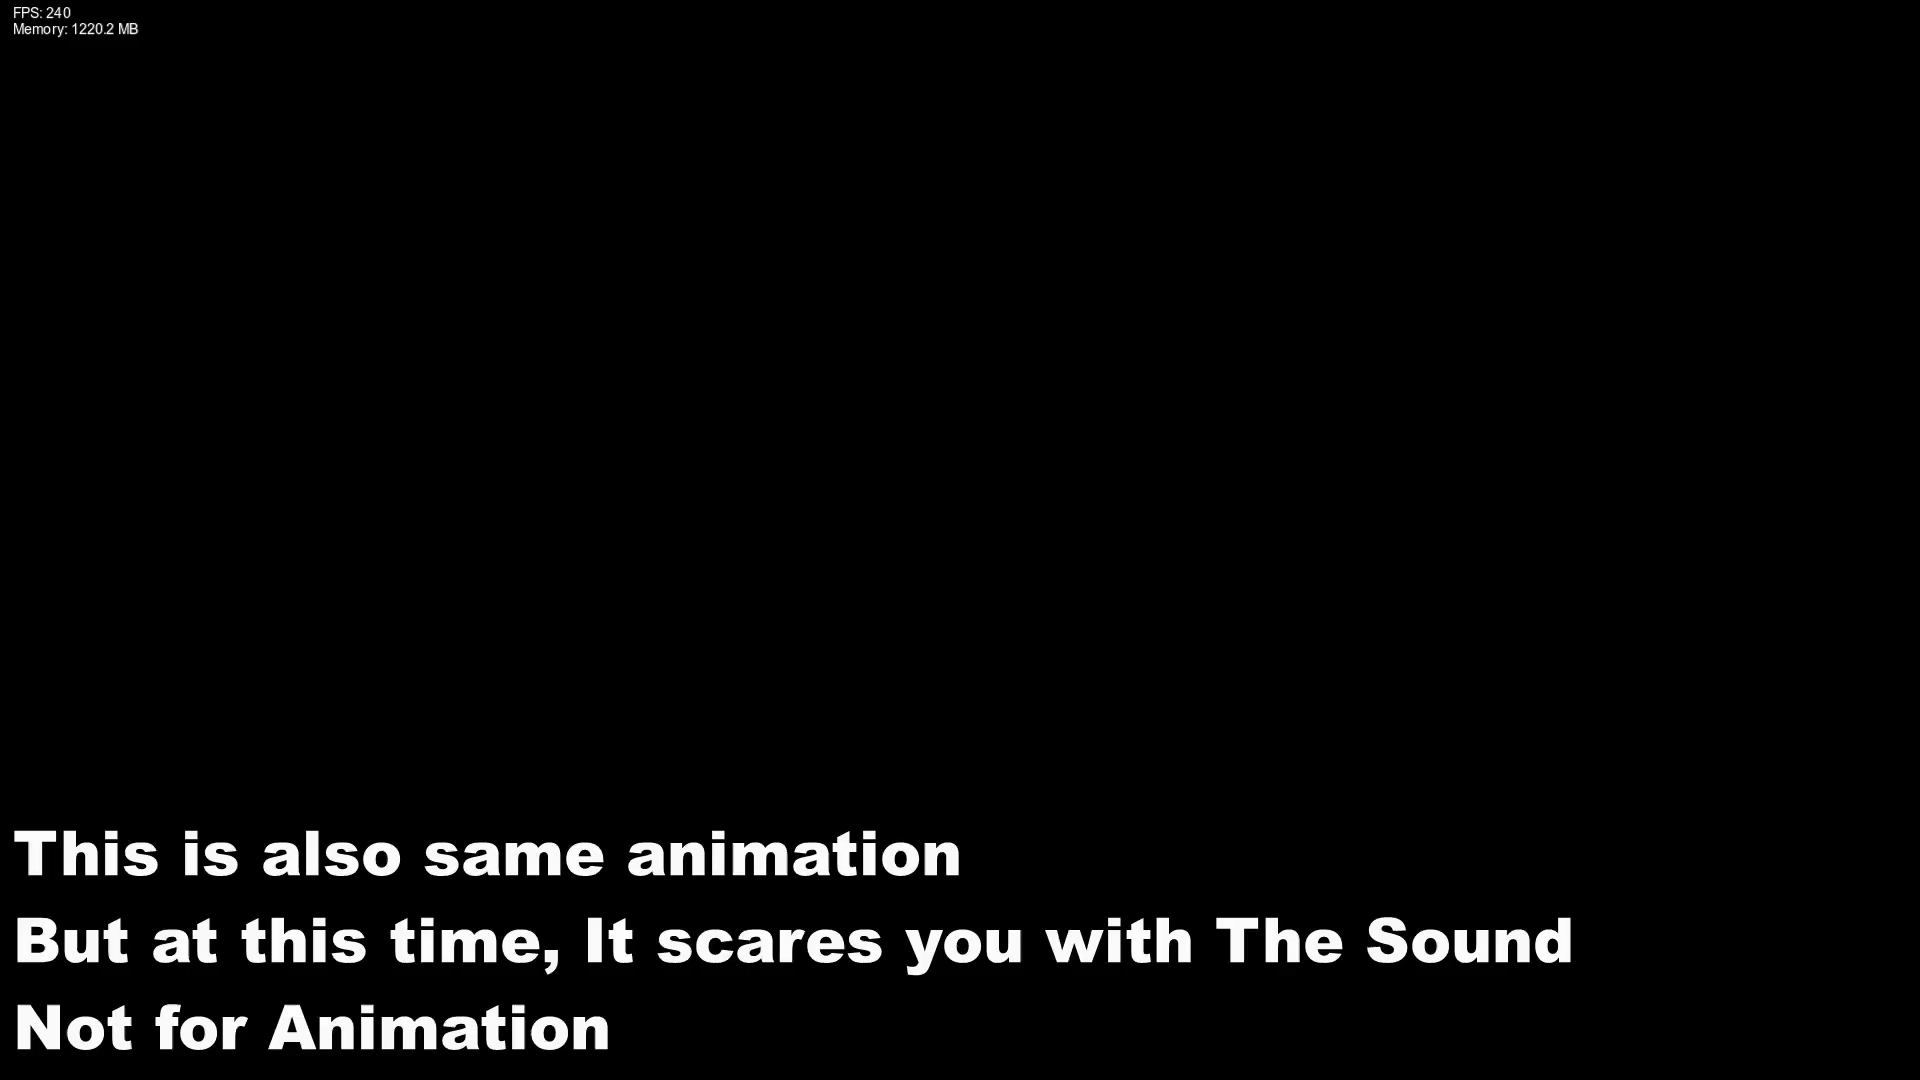 FPS: 240
Memory: 1220.2 MB
This is also same animation
But at this time, It scares you with The Sound
Not for Animation